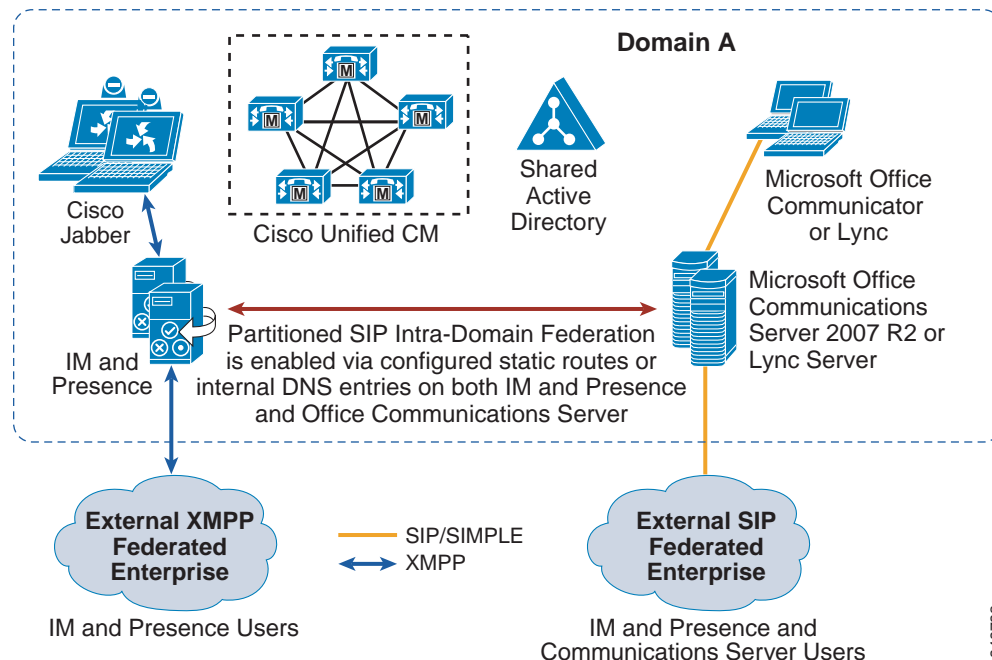 Domain A
M
M
M
M
M
Cisco Unified CM
Shared
Active
Directory
Cisco
Jabber
Microsoft Office
Communicator
or Lync
Microsoft Office
Communications
Server 2007 R2 or
Lync Server
IM and
Presence
Partitioned SIP Intra-Domain Federation
is enabled via configured static routes or
internal DNS entries on both IM and Presence
and Office Communications Server
External XMPP
Federated
Enterprise
SIP/SIMPLE
XMPP
External SIP
Federated
Enterprise
IM and Presence Users
IM and Presence and
Communications Server Users